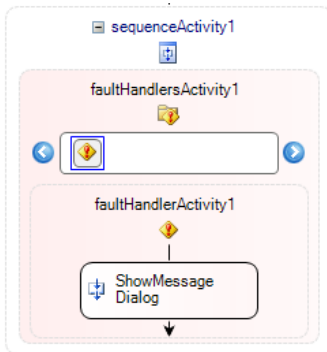 sequenceActivity1
faultHandlersActivity1
faultHandlerActivity1
ShowMessage
Dialog